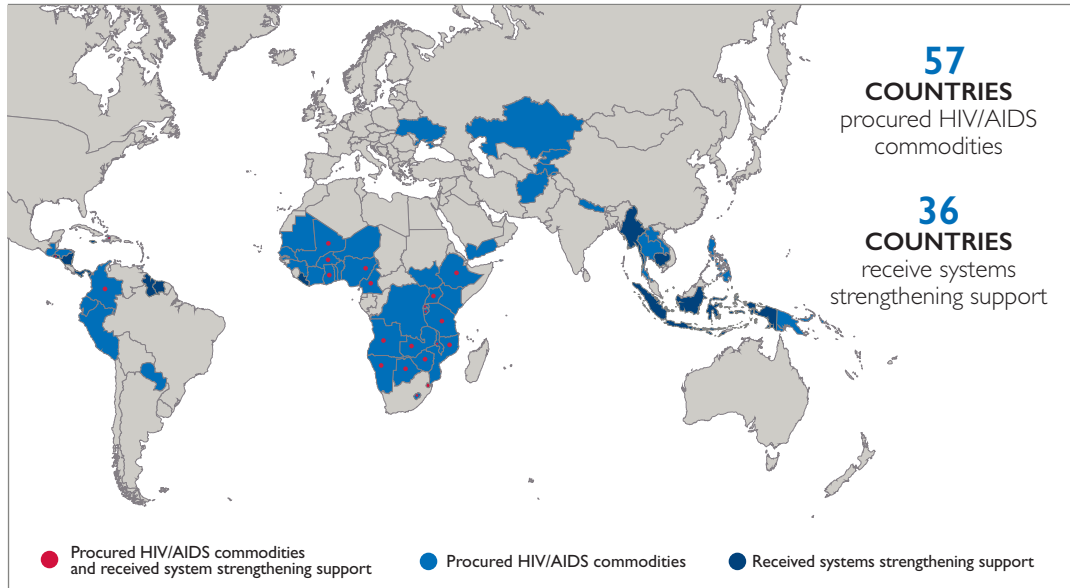 57
COUNTRIES
procured HIV/AIDS
commodities
36
COUNTRIES
receive systems
strengthening support
Procured HIV/AIDS commodities
and received system strengthening support
Procured HIV/AIDS commodities
Received systems strengthening support